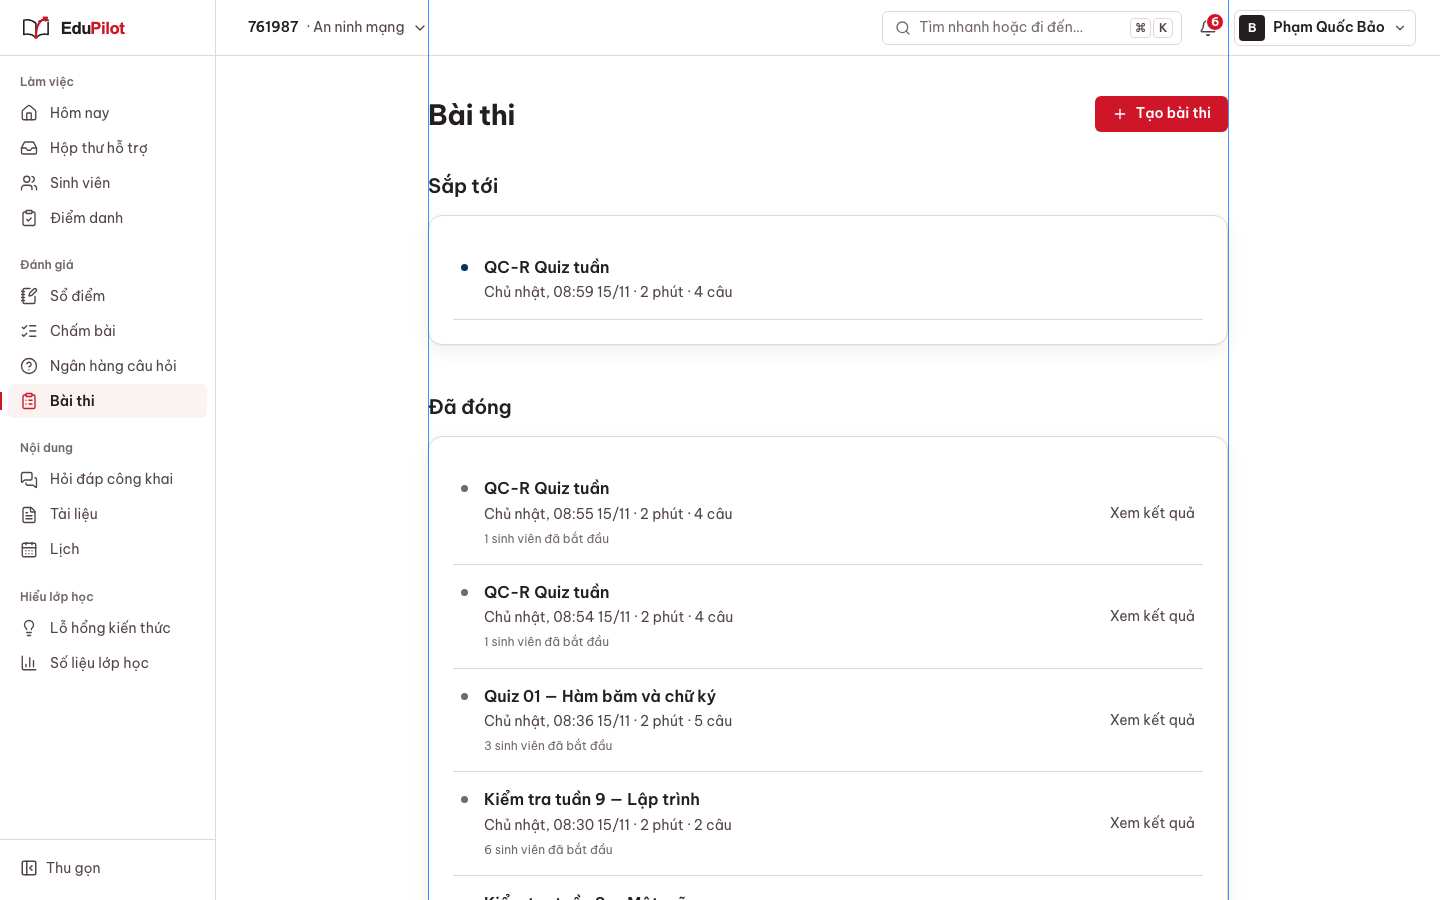 EduPilot
761987 · An ninh mạng
Tìm nhanh hoặc đi đến...
⌘ K
6
B
Phạm Quốc Bảo
Làm việc
Hôm nay
Hộp thư hỗ trợ
Sinh viên
Điểm danh
Đánh giá
Sổ điểm
Chấm bài
Ngân hàng câu hỏi
Bài thi
Nội dung
Hỏi đáp công khai
Tài liệu
Lịch
Hiểu lớp học
Lỗ hổng kiến thức
Số liệu lớp học
Thu gọn
Bài thi
Tạo bài thi
Sắp tới
QC-R Quiz tuần
Chủ nhật, 08:59 15/11 · 2 phút · 4 câu
Đã đóng
QC-R Quiz tuần
Chủ nhật, 08:55 15/11 · 2 phút · 4 câu
1 sinh viên đã bắt đầu
Xem kết quả
QC-R Quiz tuần
Chủ nhật, 08:54 15/11 · 2 phút · 4 câu
1 sinh viên đã bắt đầu
Xem kết quả
Quiz 01 — Hàm băm và chữ ký
Chủ nhật, 08:36 15/11 · 2 phút · 5 câu
3 sinh viên đã bắt đầu
Xem kết quả
Kiểm tra tuần 9 — Lập trình
Chủ nhật, 08:30 15/11 · 2 phút · 2 câu
6 sinh viên đã bắt đầu
Xem kết quả